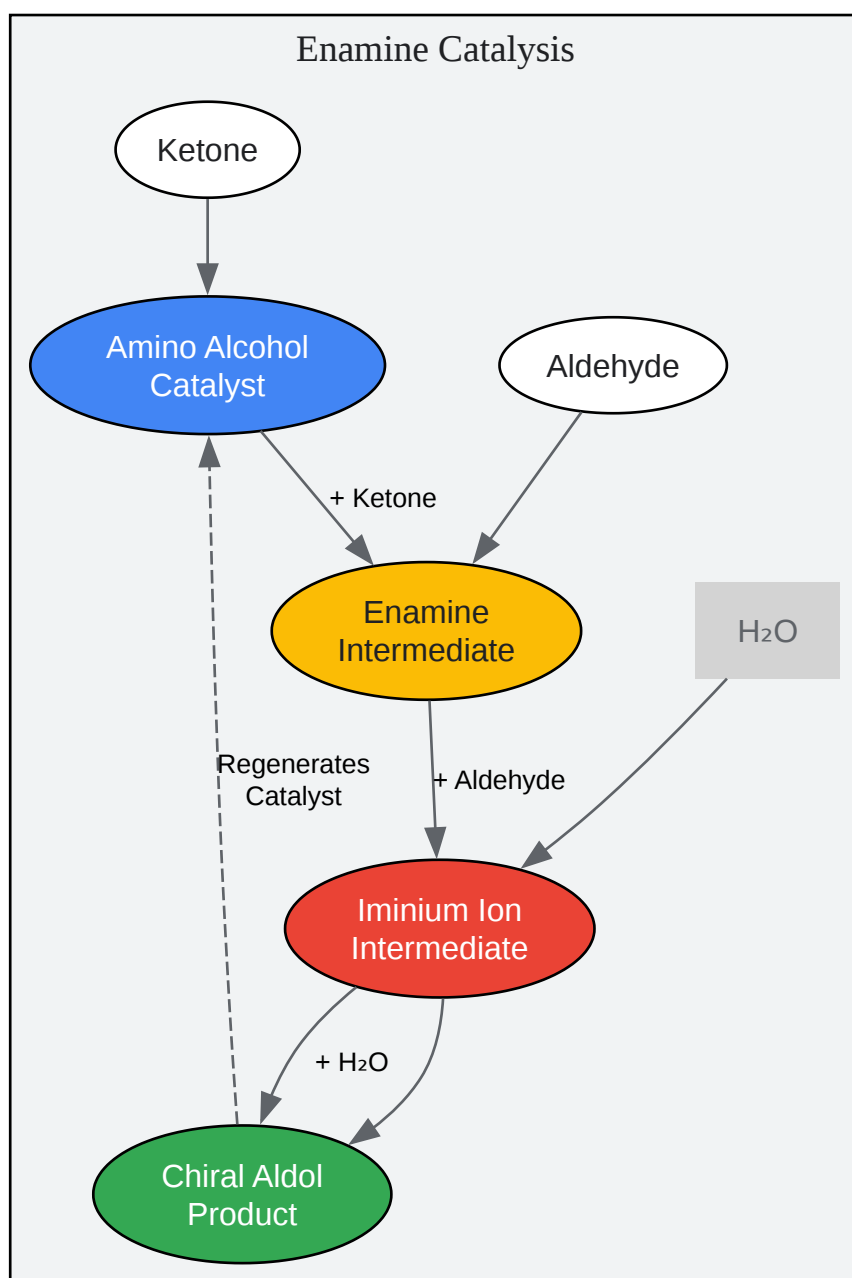 Enamine Catalysis
Ketone
Amino Alcohol
Catalyst
Aldehyde
+ Ketone
Enamine
Intermediate
H₂O
Regenerates
Catalyst
+ Aldehyde
Iminium Ion
Intermediate
+ H₂O
Chiral Aldol
Product